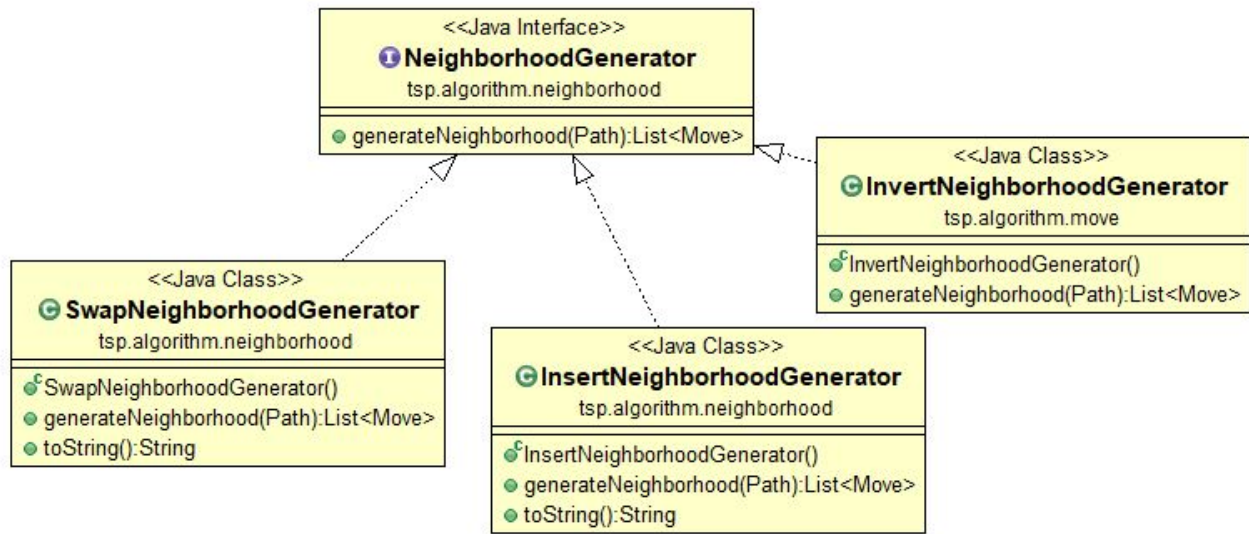 <<Java Interface>>
NeighborhoodGenerator
tsp.algorithm.neighborhood
generateNeighborhood(Path):List<Move>
<<Java Class>>
InvertNeighborhoodGenerator
tsp.algorithm.move
InvertNeighborhoodGenerator()
generateNeighborhood(Path):List<Move>
<<Java Class>>
SwapNeighborhoodGenerator
tsp.algorithm.neighborhood
SwapNeighborhoodGenerator()
generateNeighborhood(Path):List<Move>
toString():String
<<Java Class>>
InsertNeighborhoodGenerator
tsp.algorithm.neighborhood
InsertNeighborhoodGenerator()
generateNeighborhood(Path):List<Move>
toString():String